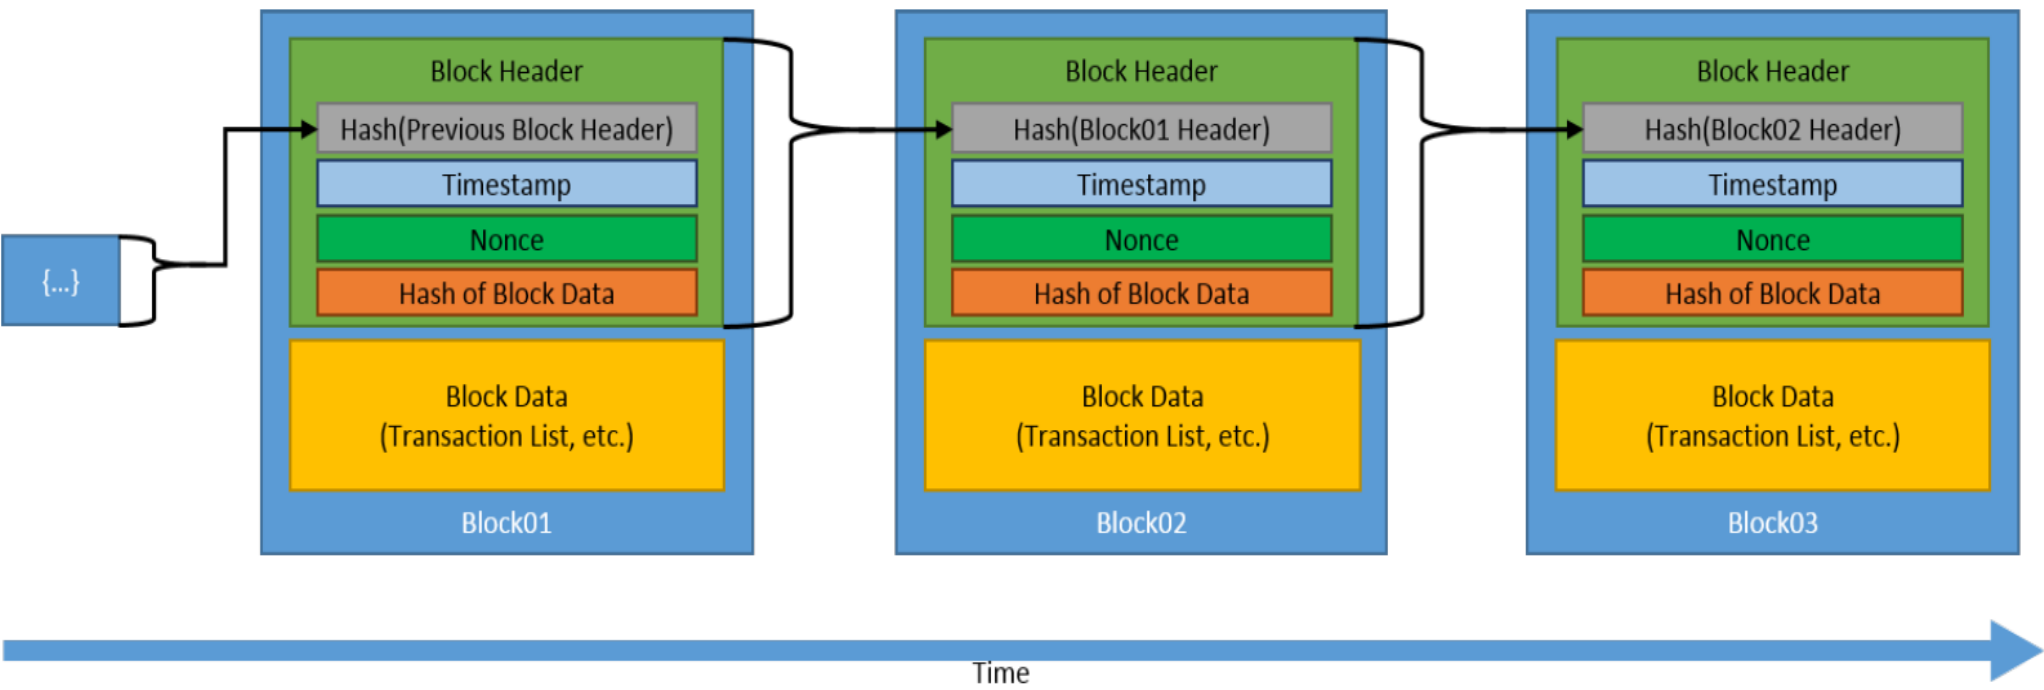 {...}
Block Header
Hash(Previous Block Header)
Timestamp
Nonce
Hash of Block Data
Block Data
(Transaction List, etc.)
Block01
Block Header
Hash(Block01 Header)
Timestamp
Nonce
Hash of Block Data
Block Data
(Transaction List, etc.)
Block02
Block Header
Hash(Block02 Header)
Timestamp
Nonce
Hash of Block Data
Block Data
(Transaction List, etc.)
Block03
Time